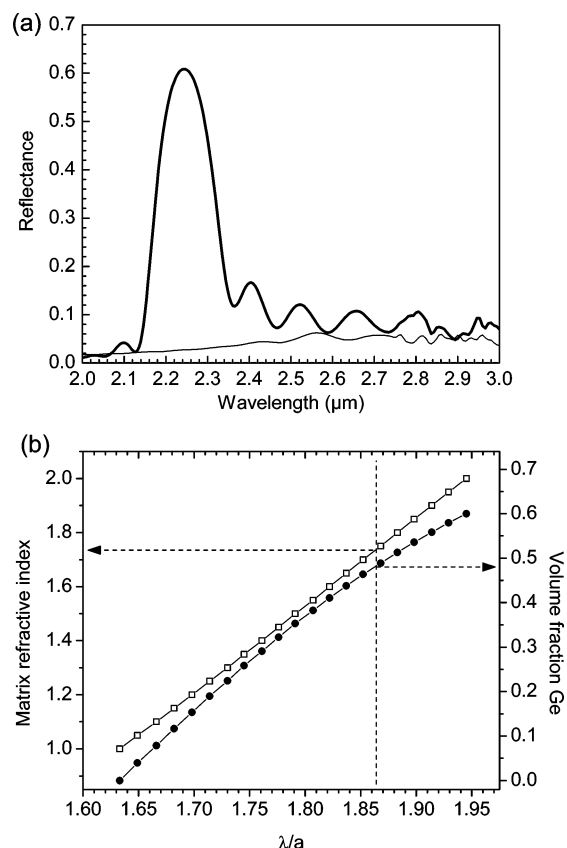 (a)
0.7
0.6
0.5
0.4
0.3
0.2
0.1
0.0
Reflectance
2.0 2.1 2.2 2.3 2.4 2.5 2.6 2.7 2.8 2.9 3.0
Wavelength (μm)
(b)
2.0
1.8
1.6
1.4
1.2
1.0
Matrix refractive index
0.7
0.6
0.5
0.4
0.3
0.2
0.1
0.0
Volume fraction Ge
1.60 1.65 1.70 1.75 1.80 1.85 1.90 1.95
λ/a